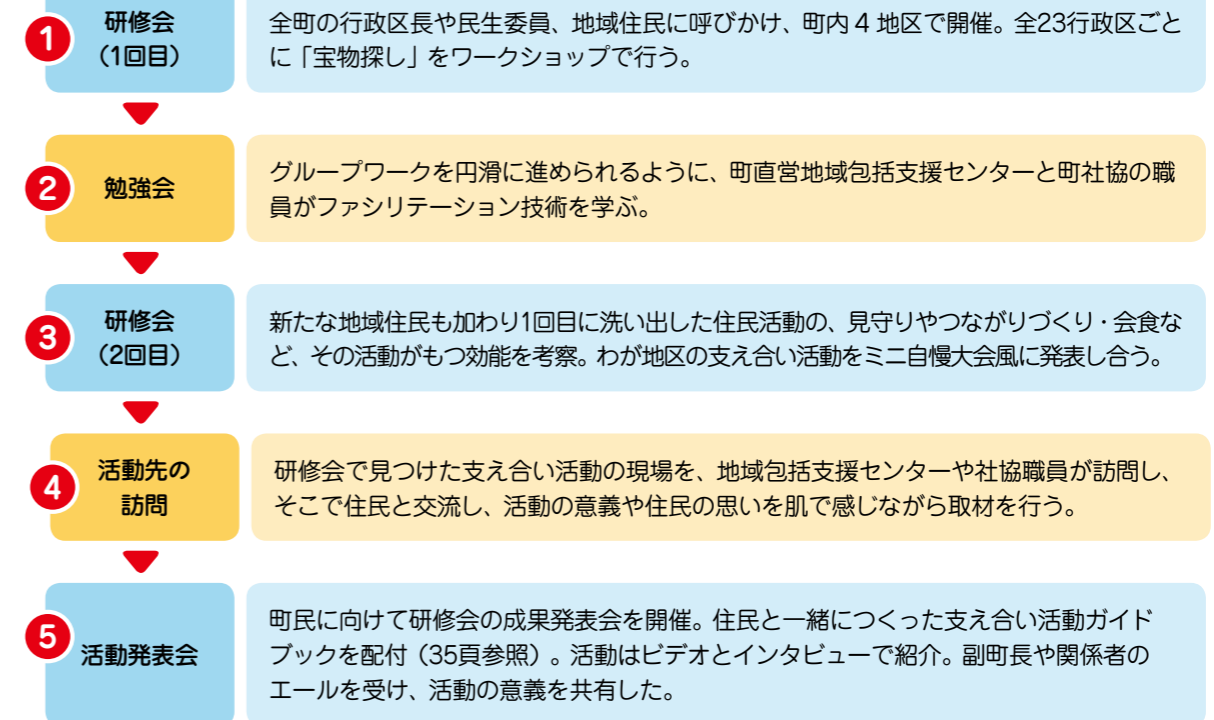 1
研修会
(1回目)
全町の行政区長や民生委員、地域住民に呼びかけ、町内4地区で開催。全23行政区ごと
に「宝物探し」をワークショップで行う。
2
勉強会
グループワークを円滑に進められるように、町直営地域包括支援センターと町社協の職
員がファシリテーション技術を学ぶ。
3
研修会
(2回目)
新たな地域住民も加わり1回目に洗い出した住民活動の、見守りやつながりづくり・会食な
ど、その活動がもつ効能を考察。わが地区の支え合い活動をミニ自慢大会風に発表し合う。
4
活動先の
訪問
研修会で見つけた支え合い活動の現場を、地域包括支援センターや社協職員が訪問し、
そこで住民と交流し、活動の意義や住民の思いを肌で感じながら取材を行う。
5
活動発表会
町民に向けて研修会の成果発表会を開催。住民と一緒につくった支え合い活動ガイド
ブックを配付(35頁参照)。活動はビデオとインタビューで紹介。副町長や関係者の
エールを受け、活動の意義を共有した。